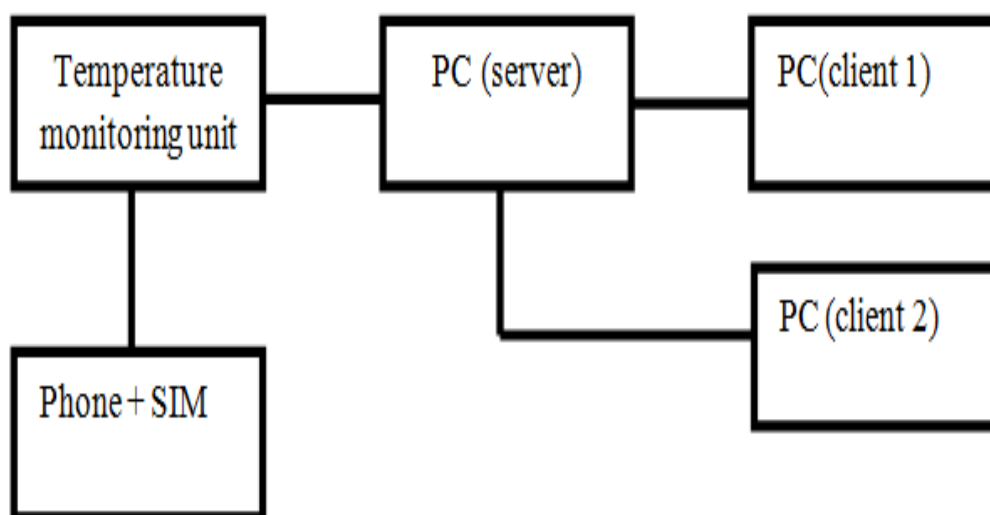 Temperature
monitoring unit
PC (server)
PC(client 1)
PC (client 2)
Phone + SIM